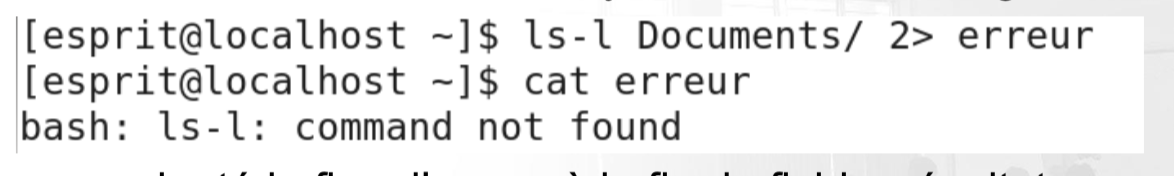 [esprit@localhost ~]$ ls-l Documents/ 2> erreur
[esprit@localhost ~]$ cat erreur
bash: ls-l: command not found